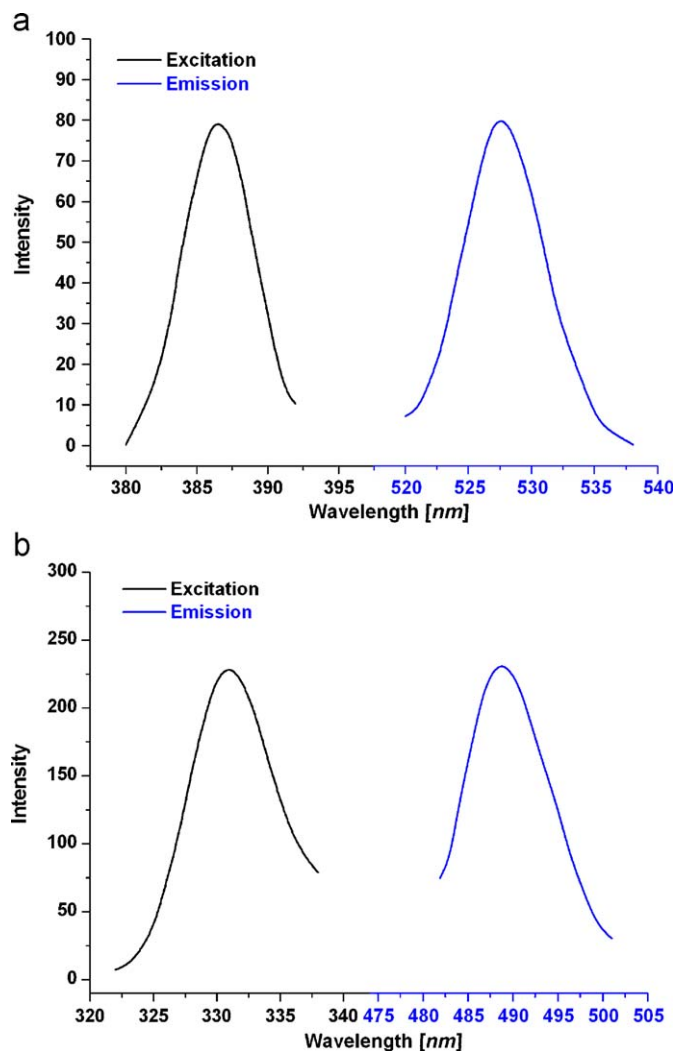 a
100
90
80
70
60
50
40
30
20
10
0
Intensity
Excitation
Emission
380 385 390 395 520 525 530 535 540
Wavelength [nm]
b
300
250
200
150
100
50
0
Intensity
Excitation
Emission
320 325 330 335 340 475 480 485 490 495 500 505
Wavelength [nm]